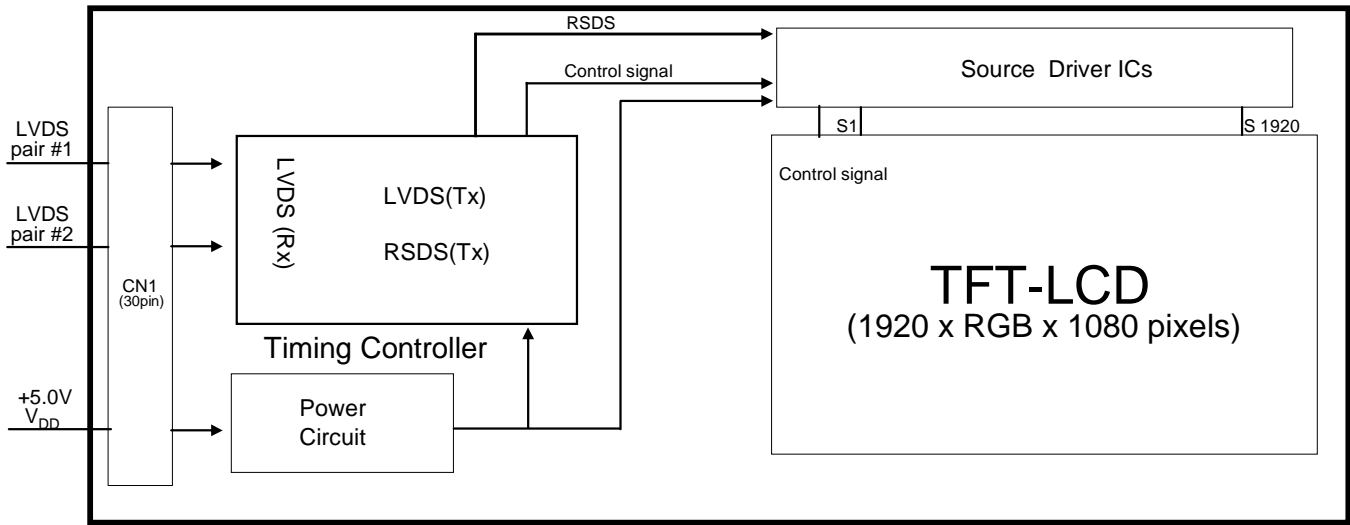 RSDS
Control signal
Source Driver ICs
LVDS
pair #1
S1
S 1920
LVDS (Rx)
LVDS(Tx)
Control signal
LVDS
pair #2
RSDS(Tx)
CN1
(30pin)
TFT-LCD
(1920 x RGB x 1080 pixels)
Timing Controller
+5.0V
VDD
Power
Circuit